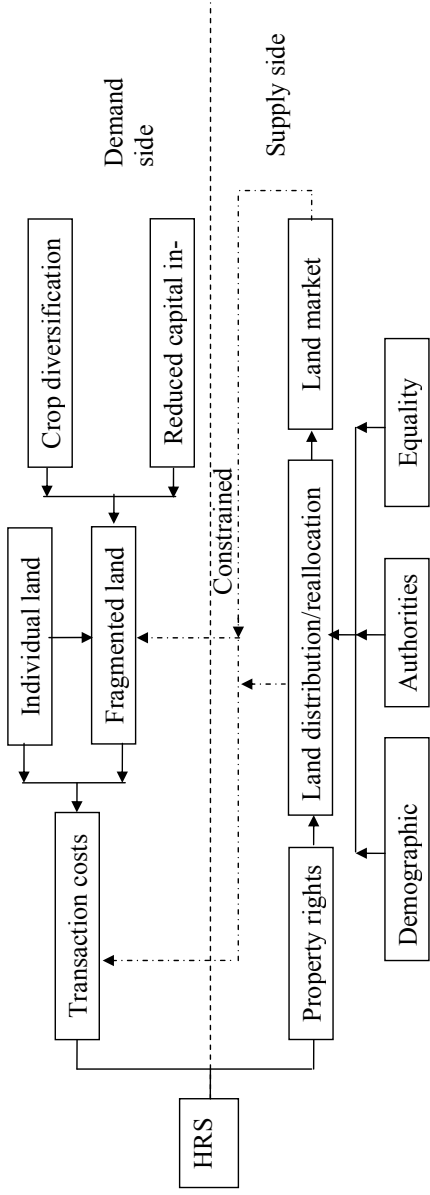 HRS
Transaction costs
Individual land
Fragmented land
Crop diversification
Reduced capital in-
Demand
side
Constrained
Supply side
Property rights
Land distribution/reallocation
Land market
Demographic
Authorities
Equality